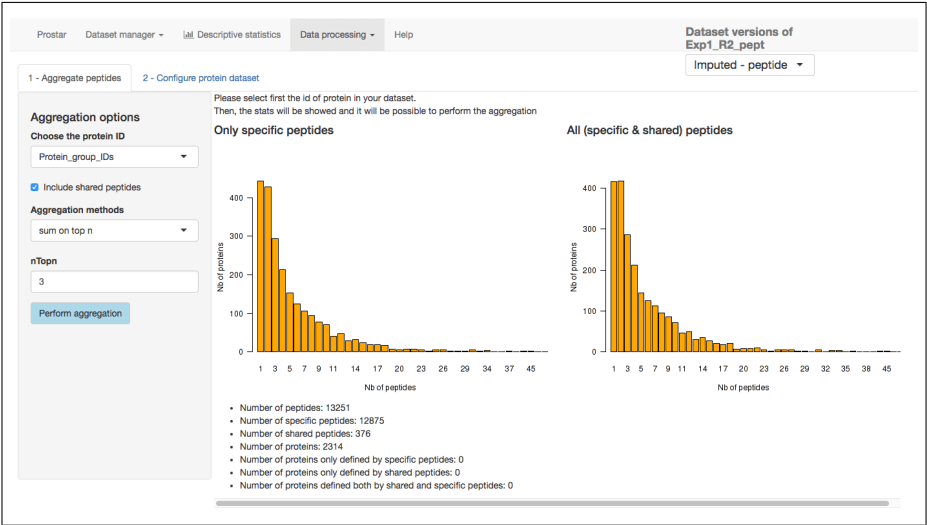 Prostar Dataset manager Descriptive statistics Data processing Help
Dataset versions of
Exp1_R2_pept
Imputed - peptide
1 - Aggregate peptides 2 - Configure protein dataset
Please select first the id of protein in your dataset.
Then, the stats will be showed and it will be possible to perform the aggregation
Aggregation options
Choose the protein ID
Protein_group_IDs
Include shared peptides
Aggregation methods
sum on top n
nTopn
3
Perform aggregation
Only specific peptides
400
300
200
100
0
Nb of proteins
1 3 5 7 9 11 14 17 20 23 26 29 34 37 45
Nb of peptides
All (specific & shared) peptides
400
300
200
100
0
Nb of proteins
1 3 5 7 9 11 14 17 20 23 26 29 32 35 38 45
Nb of peptides
• Number of peptides: 13251
• Number of specific peptides: 12875
• Number of shared peptides: 376
• Number of proteins: 2314
• Number of proteins only defined by specific peptides: 0
• Number of proteins only defined by shared peptides: 0
• Number of proteins defined both by shared and specific peptides: 0